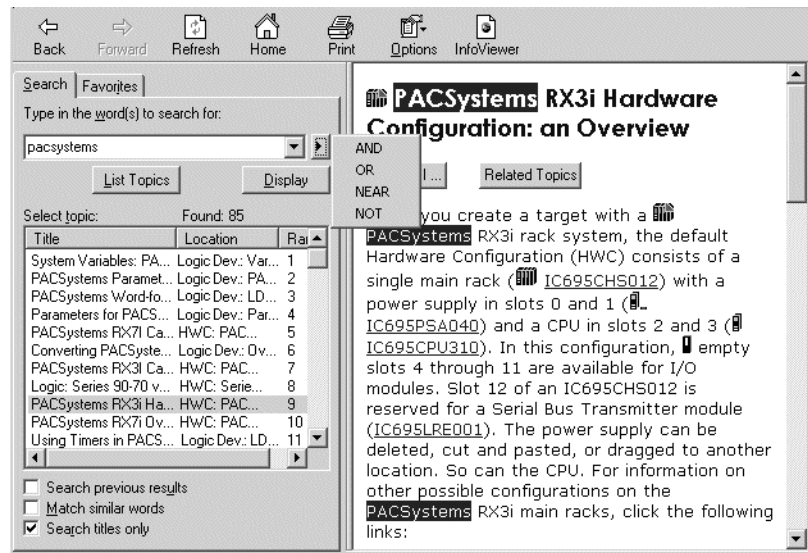 Back Forward Refresh Home Print Options InfoViewer
Search Favorites
Type in the word(s) to search for:
pacsystems
AND
OR
NEAR
NOT
List Topics Display
Select topic: Found: 85
Title Location Ra
System Variables: PA... Logic Dev.: Var... 1
PACSystems Paramet... Logic Dev.: PA... 2
PACSystems Word-fo... Logic Dev.: LD... 3
Parameters for PACS... Logic Dev.: Par... 4
PACSystems RX7I Ca... HWC: PAC... 5
Converting PACSyste... Logic Dev.: Ov... 6
PACSystems RX3I Ca... HWC: PAC... 7
Logic: Series 90-70 v... HWC: Serie... 8
PACSystems RX3i Ha... HWC: PAC... 9
PACSystems RX7i Ov... HWC: PAC... 10
Using Timers in PACS... Logic Dev.: LD... 11
Search previous results
Match similar words
Search titles only
PACSystems RX3i Hardware
Configuration: an Overview
l ... Related Topics
you create a target with a
PACSystems RX3i rack system, the default
Hardware Configuration (HWC) consists of a
single main rack ( IC695CHS012) with a
power supply in slots 0 and 1 (
IC695PSA040) and a CPU in slots 2 and 3 (
IC695CPU310). In this configuration, empty
slots 4 through 11 are available for I/O
modules. Slot 12 of an IC695CHS012 is
reserved for a Serial Bus Transmitter module
(IC695LRE001). The power supply can be
deleted, cut and pasted, or dragged to another
location. So can the CPU. For information on
other possible configurations on the
PACSystems RX3i main racks, click the following
links: